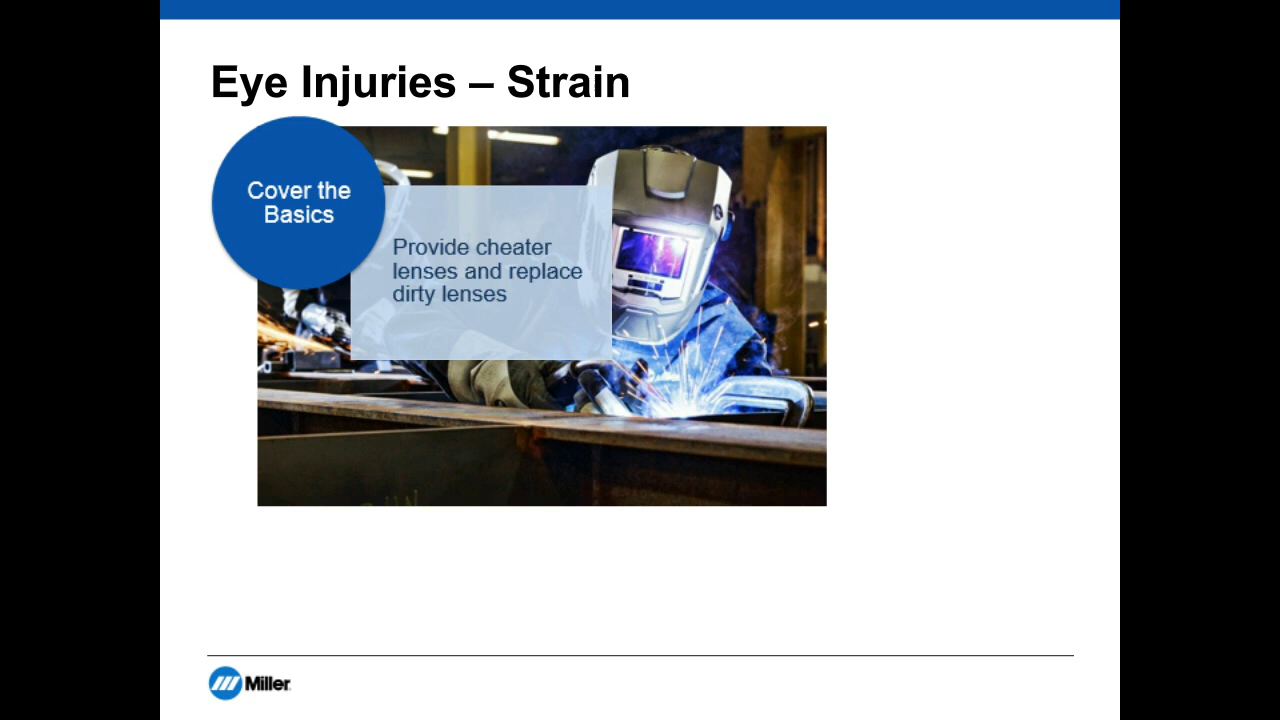 Eye Injuries – Strain
Cover the
Basics
Provide cheater
lenses and replace
dirty lenses
Miller